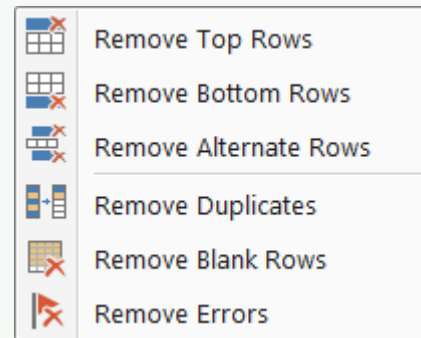 Remove Top Rows
Remove Bottom Rows
Remove Alternate Rows
Remove Duplicates
Remove Blank Rows
Remove Errors